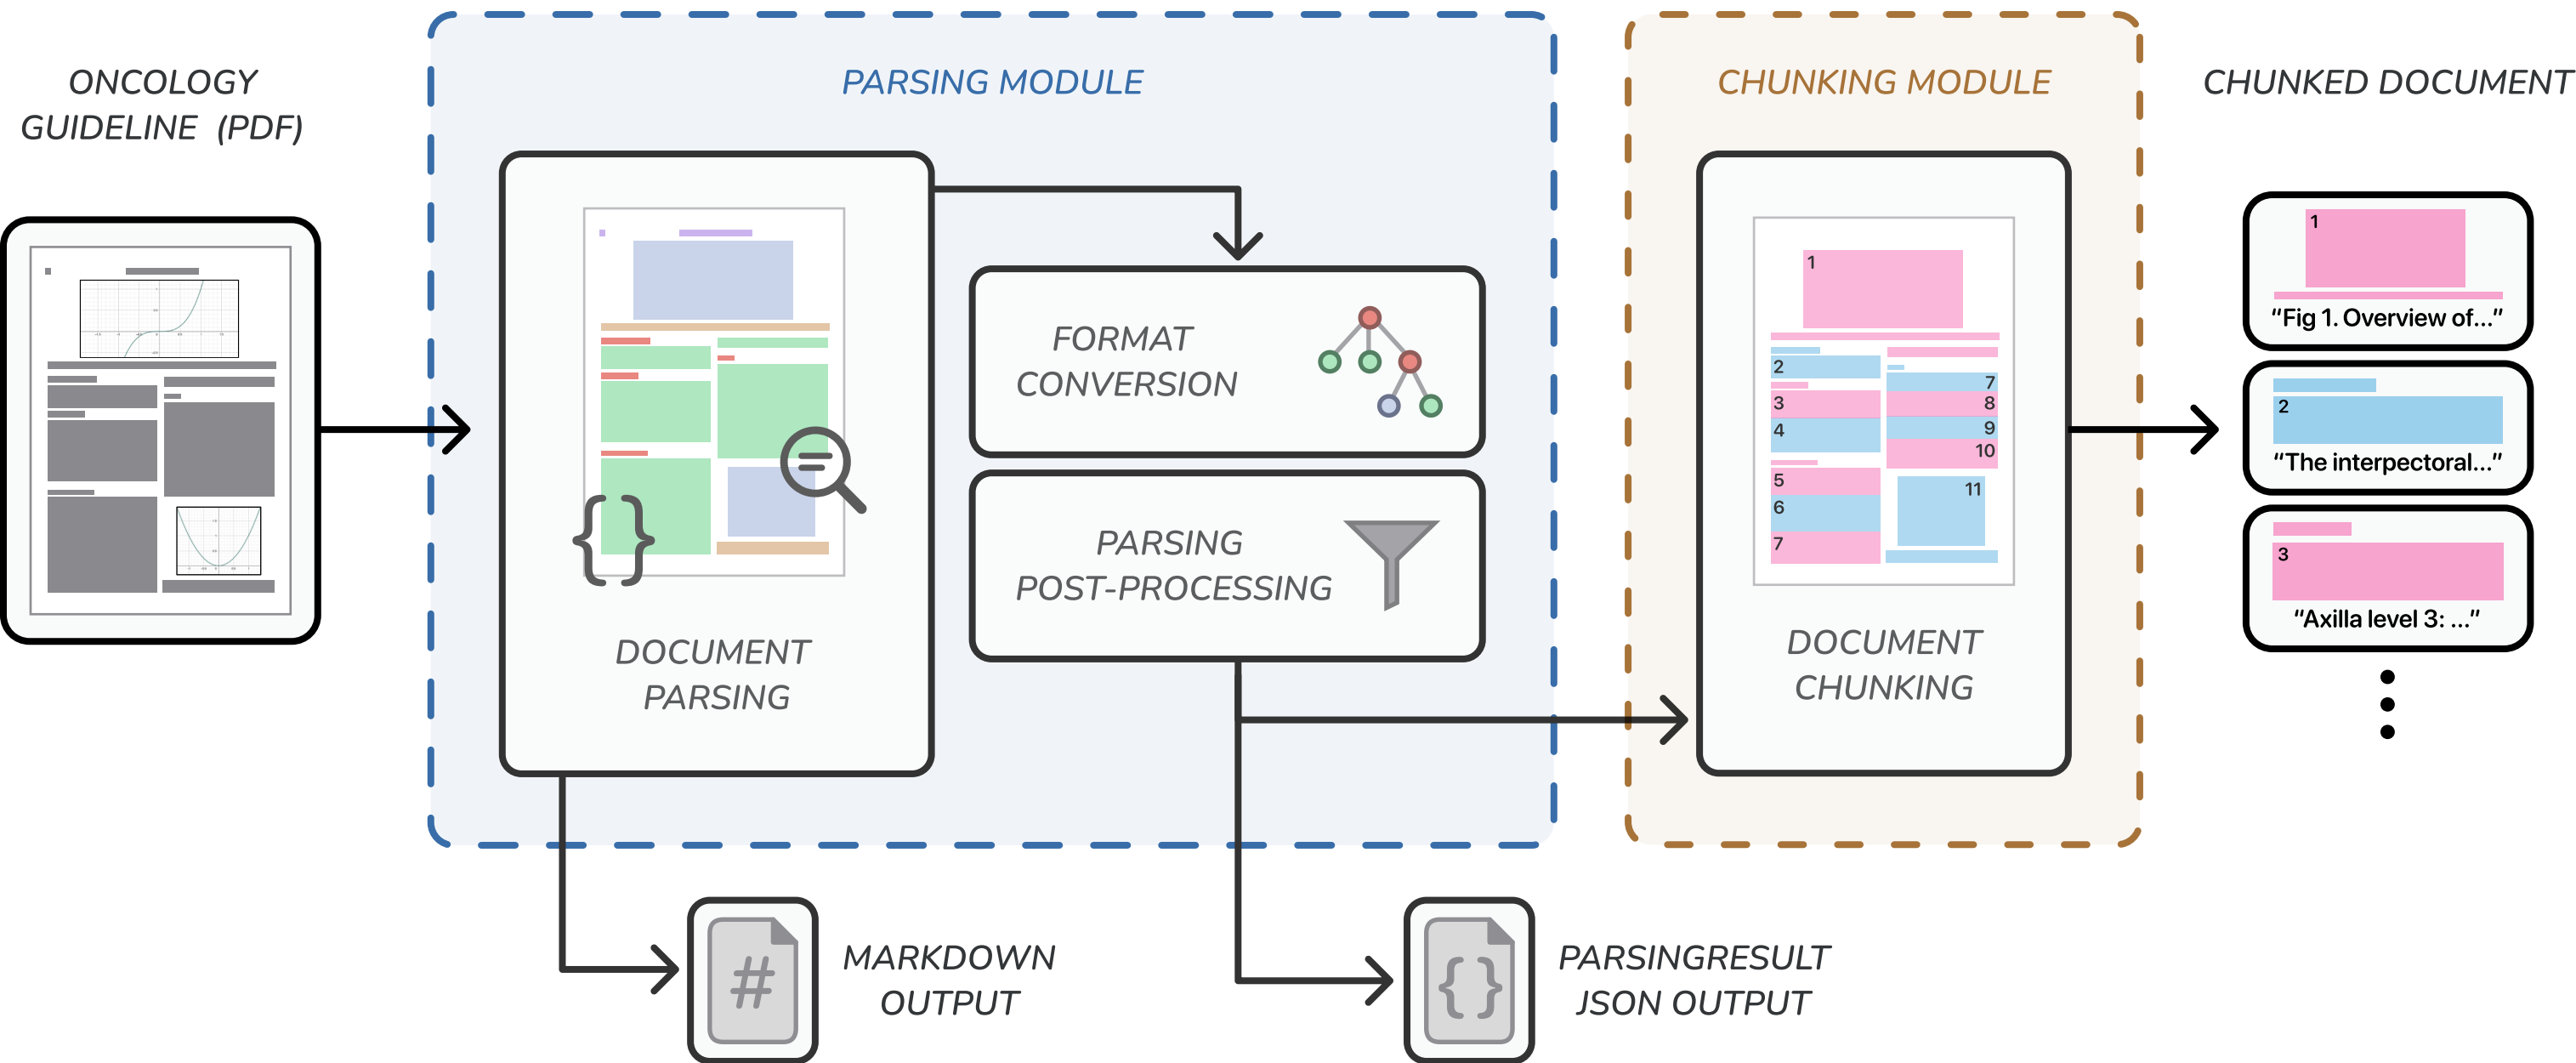 ONCOLOGY
GUIDELINE (PDF)
PARSING MODULE
DOCUMENT
PARSING
{ }
FORMAT
CONVERSION
PARSING
POST-PROCESSING
CHUNKING MODULE
1
2
3
4
5
6
7
7
8
9
10
11
DOCUMENT
CHUNKING
CHUNKED DOCUMENT
1
“Fig 1. Overview of...”
2
“The interpectoral...”
3
“Axilla level 3: ...”
#
MARKDOWN
OUTPUT
{ }
PARSINGRESULT
JSON OUTPUT